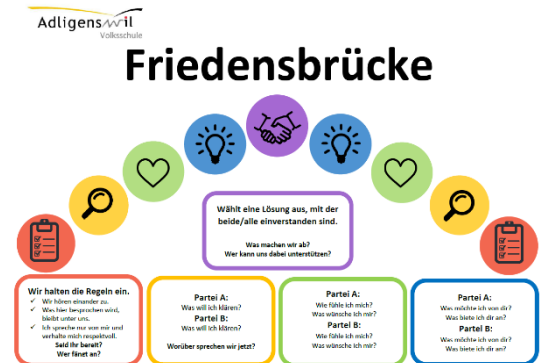 Adligenswil
Volksschule
Friedensbrücke
Wählt eine Lösung aus, mit der
beide/alle einverstanden sind.
Was machen wir ab?
Wer kann uns dabei unterstützen?
Wir halten die Regeln ein.
✓ Wir hören einander zu.
✓ Was hier besprochen wird,
bleibt unter uns.
✓ Ich spreche nur von mir und
verhalte mich respektvoll.
Seid ihr bereit?
Wer fängt an?
Partei A:
Was will ich klären?
Partei B:
Was will ich klären?
Worüber sprechen wir jetzt?
Partei A:
Wie fühle ich mich?
Was wünsche ich mir?
Partei B:
Wie fühle ich mich?
Was wünsche ich mir?
Partei A:
Was möchte ich von dir?
Was biete ich dir an?
Partei B:
Was möchte ich von dir?
Was biete ich dir an?